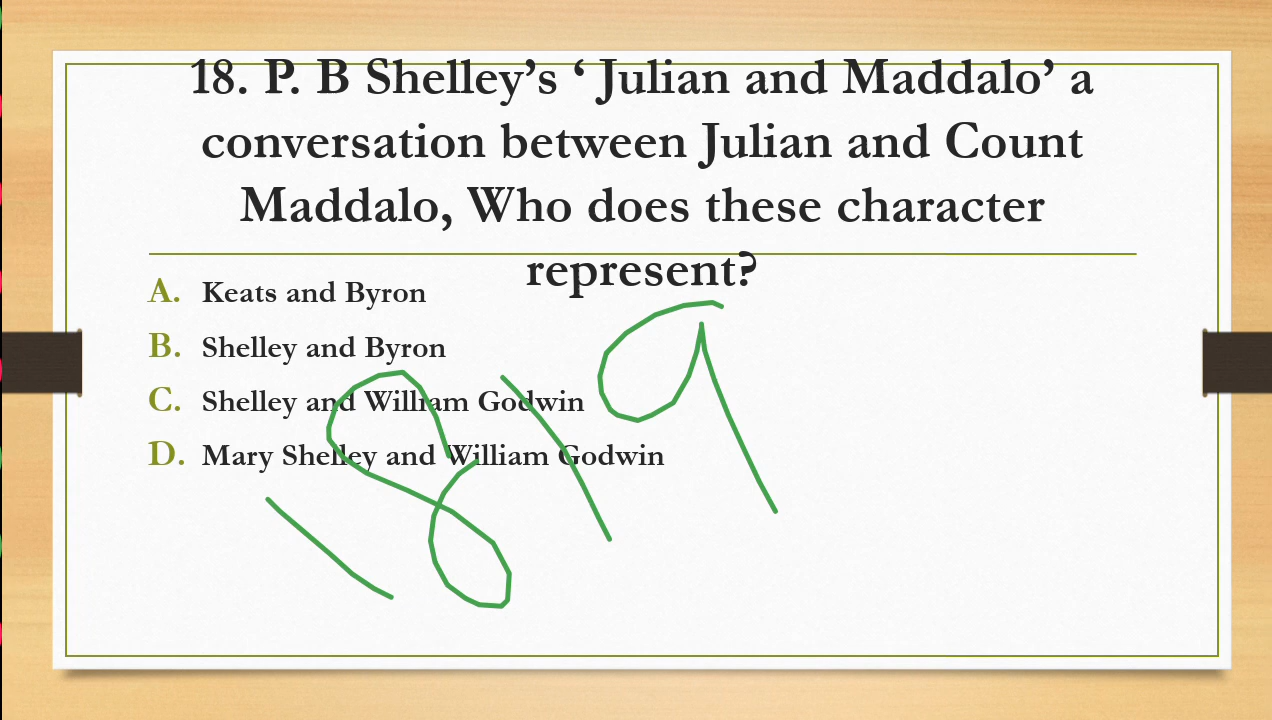 18. P. B Shelley’s ‘ Julian and Maddalo’ a
conversation between Julian and Count
Maddalo, Who does these character
represent?
A. Keats and Byron
B. Shelley and Byron
C. Shelley and William Godwin
D. Mary Shelley and William Godwin
1819